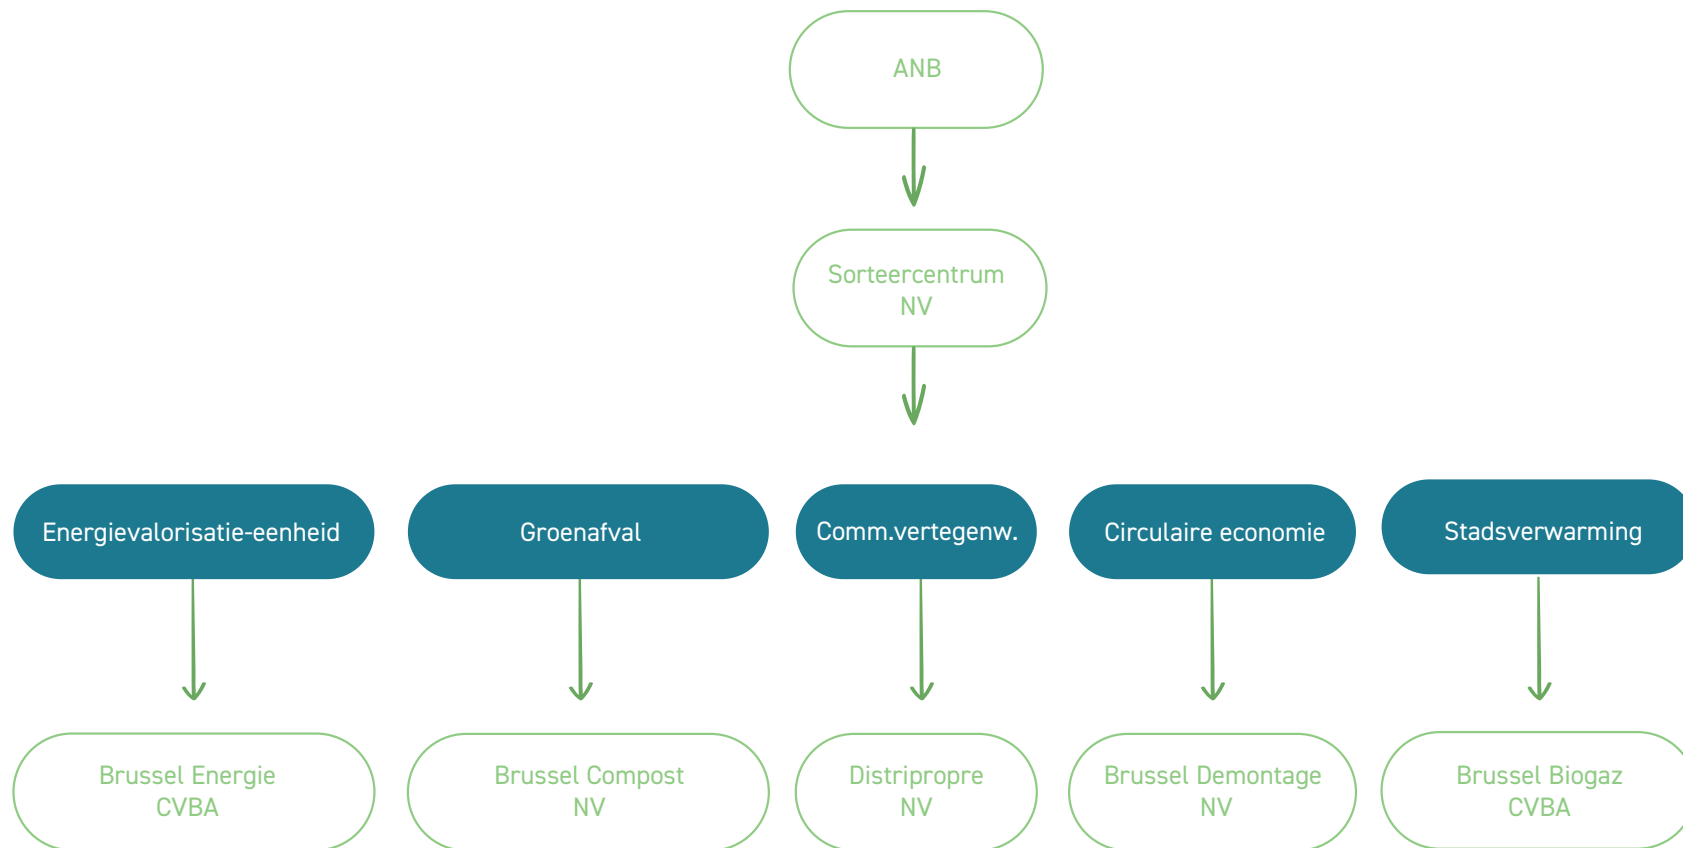 ANB
Sorteercentrum
NV
Energievalorisatie-eenheid
Groenafval
Comm.vertegenw.
Circulaire economie
Stadsverwarming
Brussel Energie
CVBA
Brussel Compost
NV
Distripropre
NV
Brussel Demontage
NV
Brussel Biogaz
CVBA